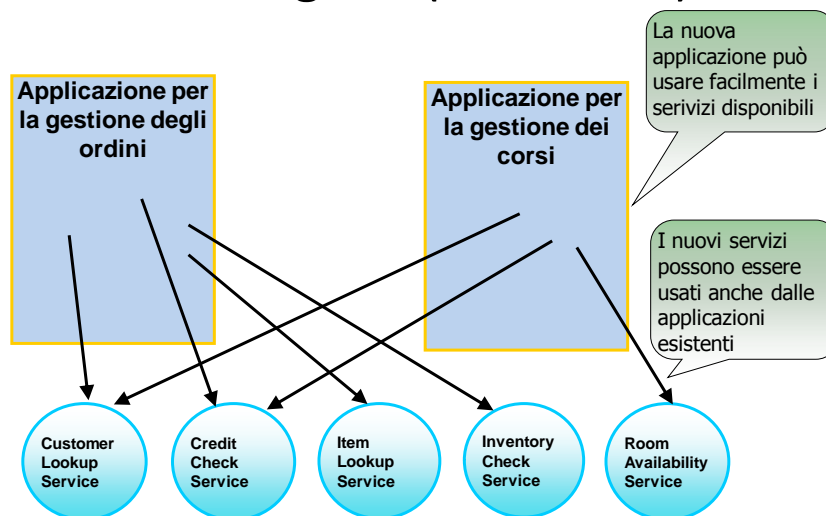 Applicazione per
la gestione degli
ordini
Applicazione per
la gestione dei
corsi
La nuova
applicazione può
usare facilmente i
serivizi disponibili
I nuovi servizi
possono essere
usati anche dalle
applicazioni
esistenti
Customer
Lookup
Service
Credit
Check
Service
Item
Lookup
Service
Inventory
Check
Service
Room
Availability
Service